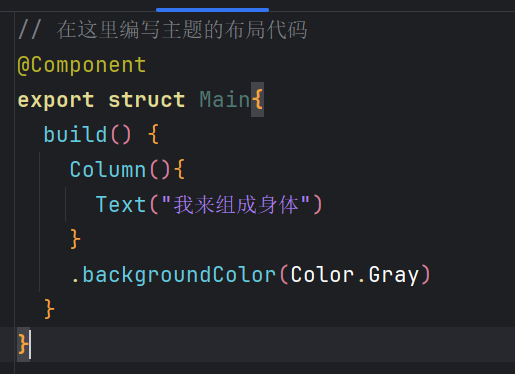 // 在这里编写主题的布局代码
@Component
export struct Main{
build() {
Column(){
Text("我来组成身体")
}
.backgroundColor(Color.Gray)
}
}